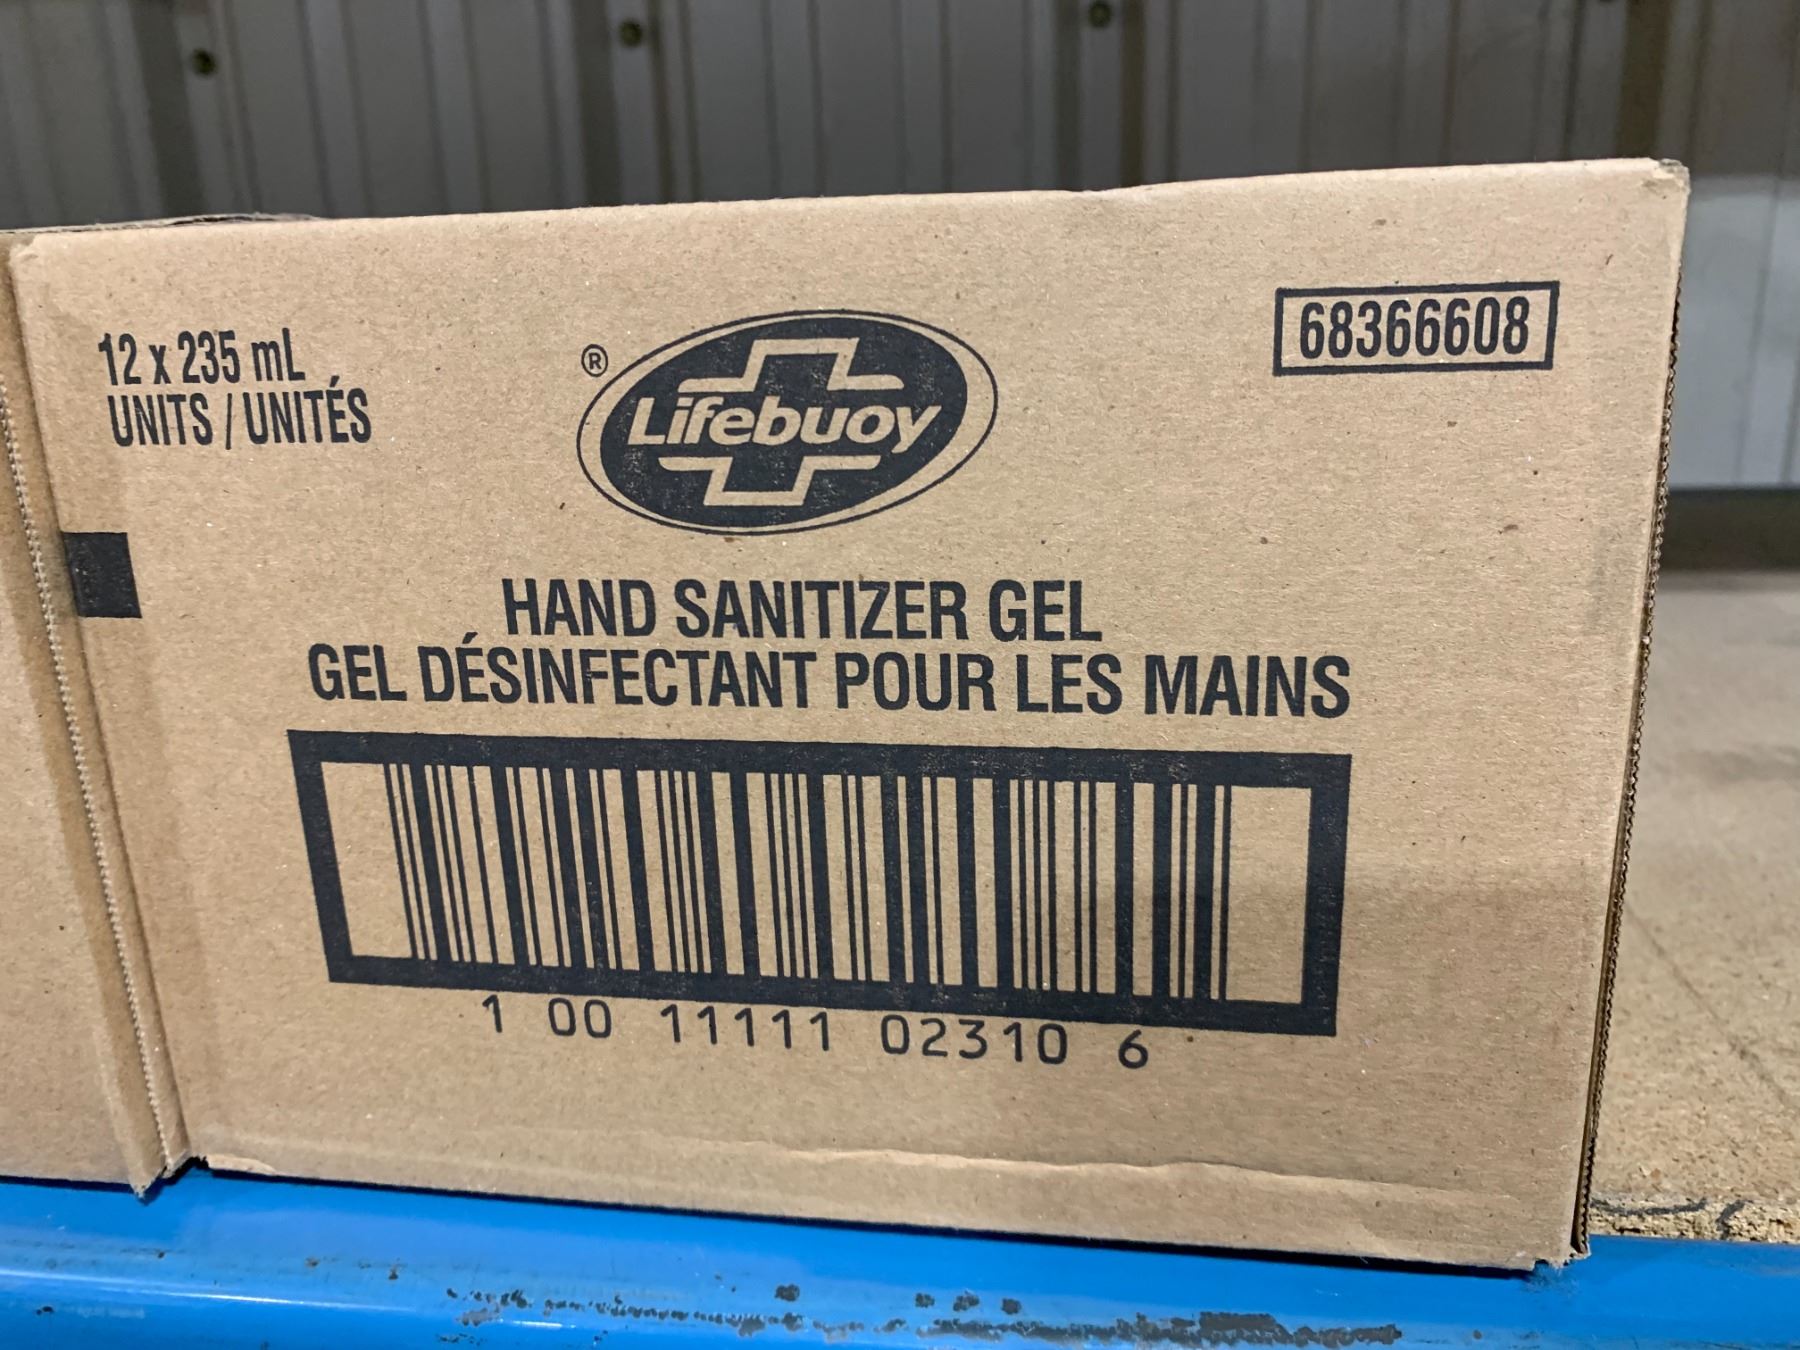 12 x 235 mL
UNITS / UNITÉS
® Lifebuoy
68366608
HAND SANITIZER GEL
GEL DÉSINFECTANT POUR LES MAINS
1 00 11111 02310 6